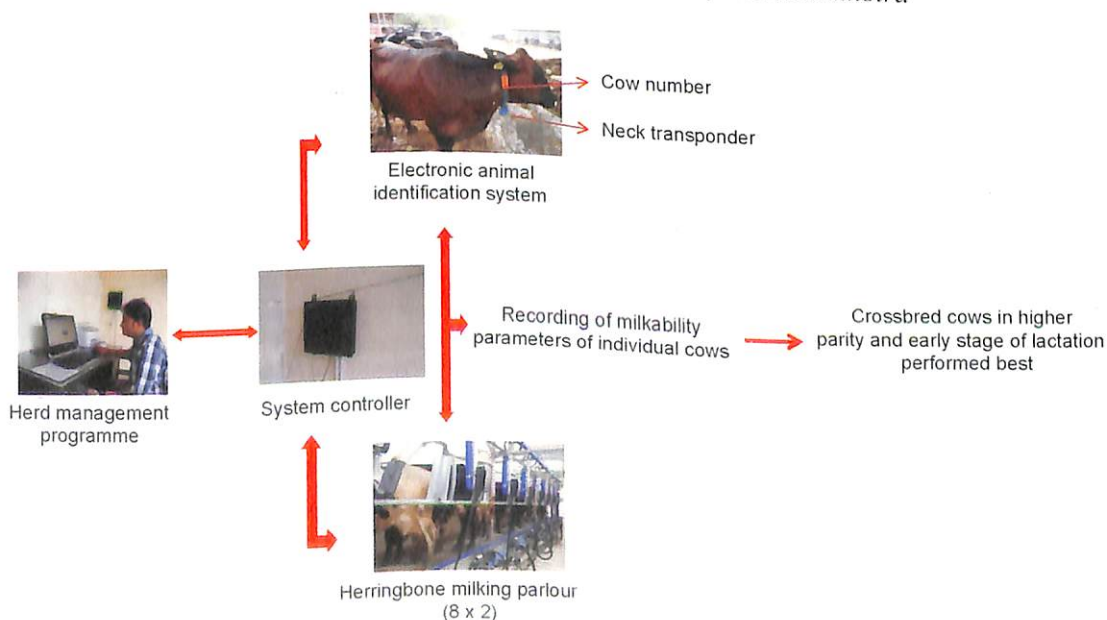 Cow number
Neck transponder
Electronic animal
identification system
Recording of milkability
parameters of individual cows
Crossbred cows in higher
parity and early stage of lactation
performed best
Herd management
programme
System controller
Herringbone milking parlour
(8 x 2)